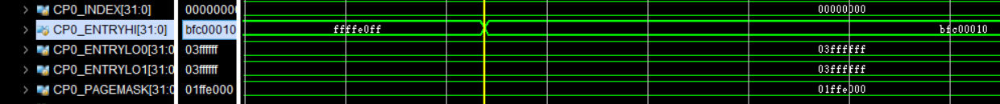 CP0_INDEX[31:0] 00000000 00000000
CP0_ENTRYHI[31:0] bfc00010 ffffe0ff bfc00010
CP0_ENTRYLO0[31:0 03ffffff 03ffffff
CP0_ENTRYLO1[31:0 03ffffff 03ffffff
CP0_PAGEMASK[31:0 01ffe000 01ffe000